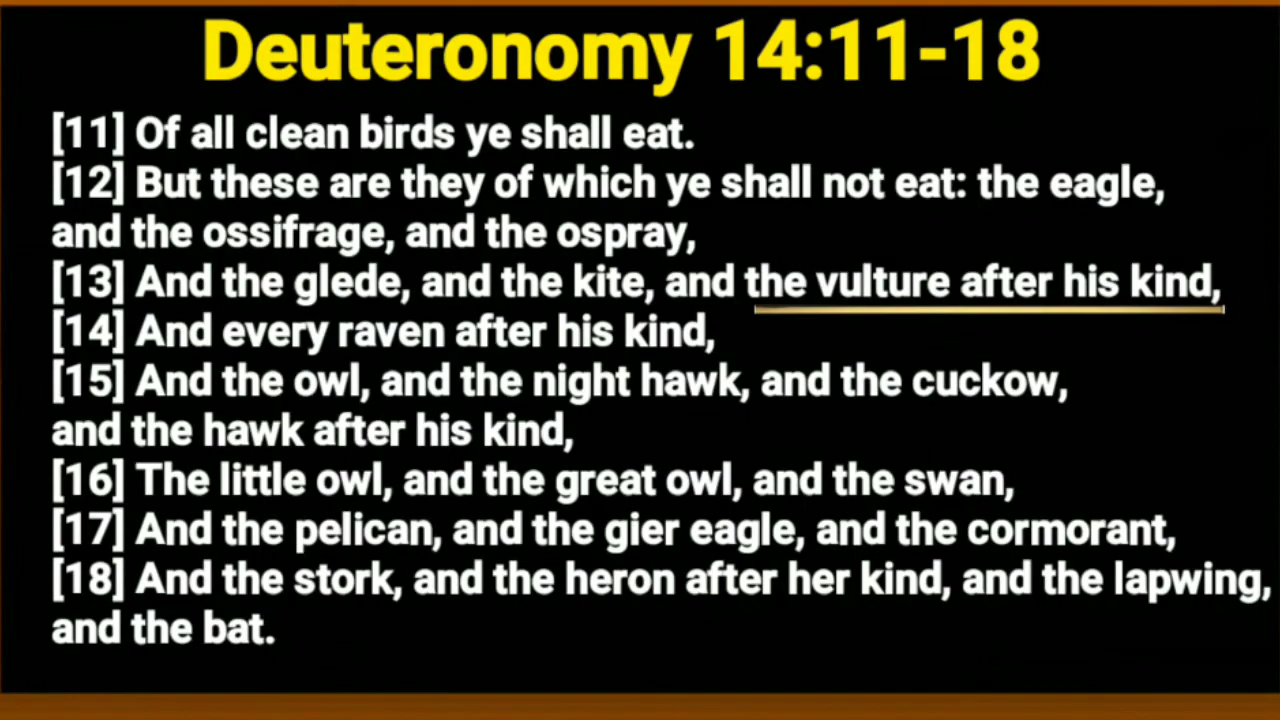 Deuteronomy 14:11-18
[11] Of all clean birds ye shall eat.
[12] But these are they of which ye shall not eat: the eagle,
and the ossifrage, and the ospray,
[13] And the glede, and the kite, and the vulture after his kind,
[14] And every raven after his kind,
[15] And the owl, and the night hawk, and the cuckow,
and the hawk after his kind,
[16] The little owl, and the great owl, and the swan,
[17] And the pelican, and the gier eagle, and the cormorant,
[18] And the stork, and the heron after her kind, and the lapwing,
and the bat.